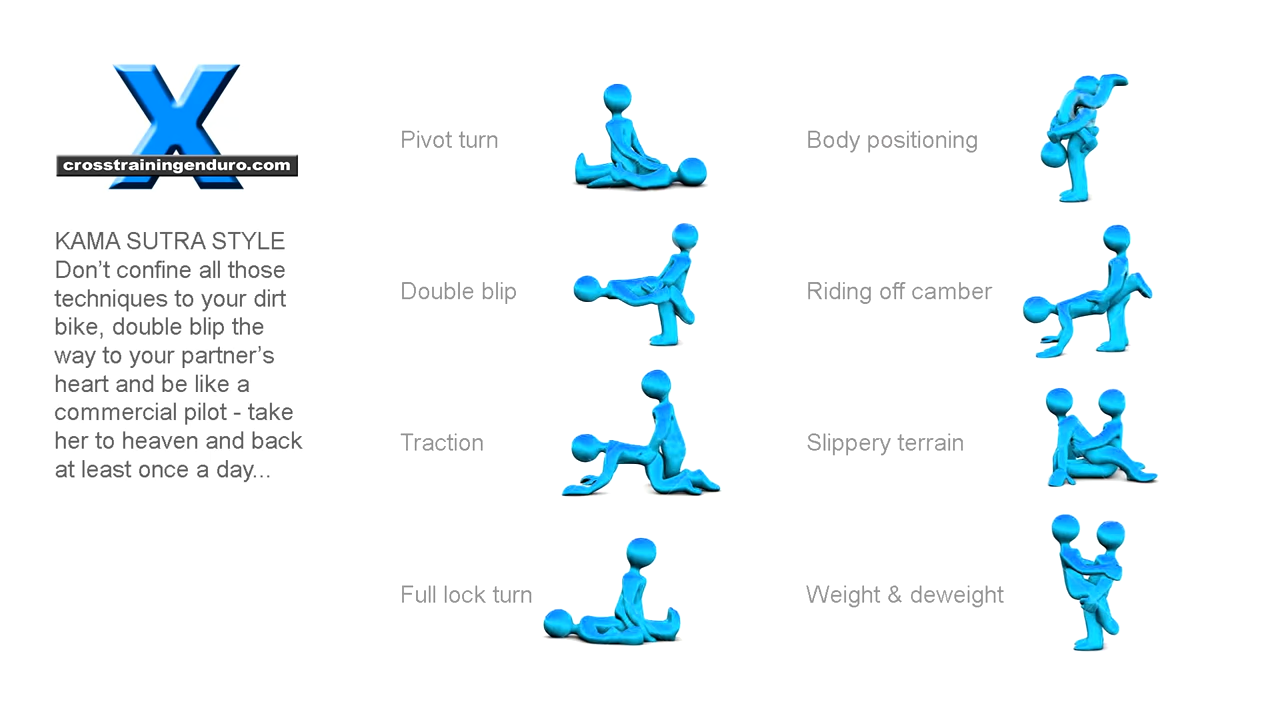 crosstrainingenduro.com
KAMA SUTRA STYLE
Don't confine all those
techniques to your dirt
bike, double blip the
way to your partner's
heart and be like a
commercial pilot - take
her to heaven and back
at least once a day...
Pivot turn
Double blip
Traction
Full lock turn
Body positioning
Riding off camber
Slippery terrain
Weight & deweight